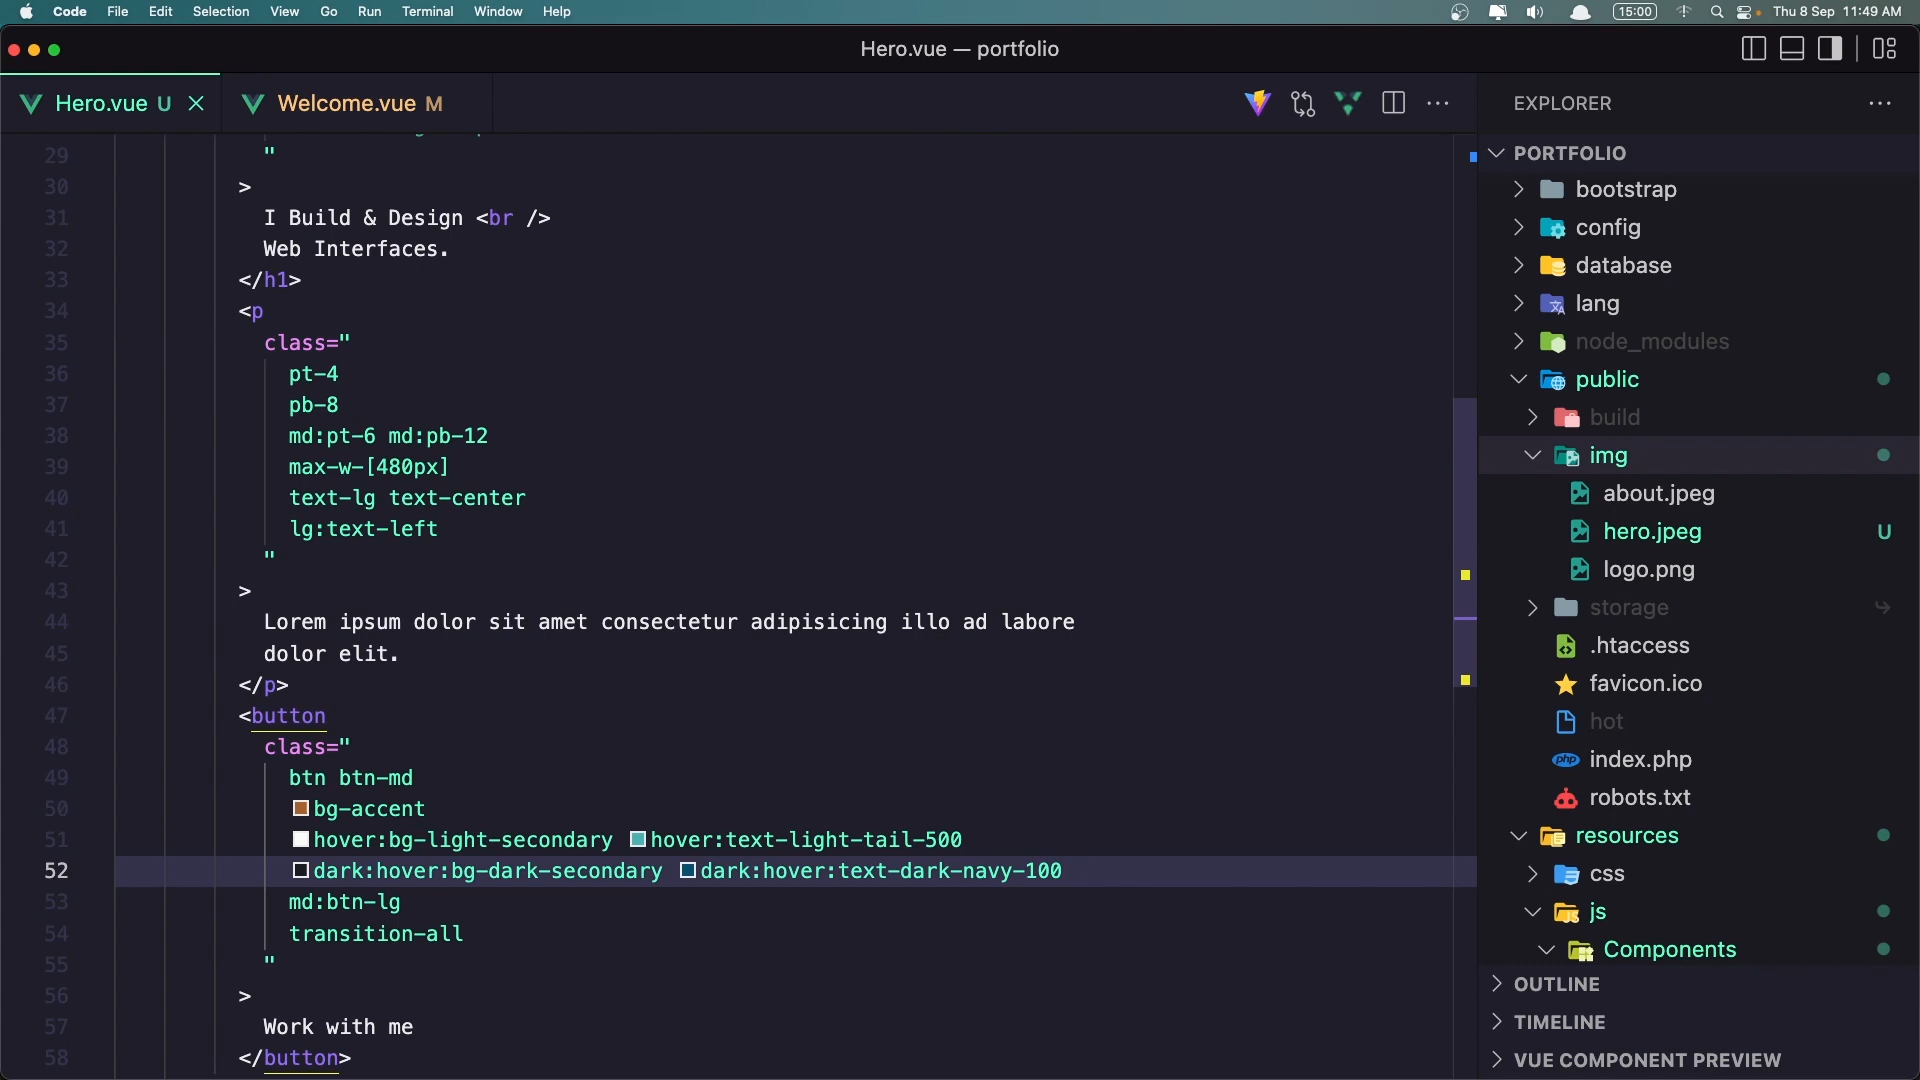 Code File Edit Selection View Go Run Terminal Window Help 15:00 Thu 8 Sep 11:49 AM
Hero.vue — portfolio
Hero.vue U Welcome.vue M
29 "
30 >
31 I Build & Design <br />
32 Web Interfaces.
33 </h1>
34 <p
35 class="
36 pt-4
37 pb-8
38 md:pt-6 md:pb-12
39 max-w-[480px]
40 text-lg text-center
41 lg:text-left
42 "
43 >
44 Lorem ipsum dolor sit amet consectetur adipisicing illo ad labore
45 dolor elit.
46 </p>
47 <button
48 class="
49 btn btn-md
50 bg-accent
51 hover:bg-light-secondary hover:text-light-tail-500
52 dark:hover:bg-dark-secondary dark:hover:text-dark-navy-100
53 md:btn-lg
54 transition-all
55 "
56 >
57 Work with me
58 </button>
EXPLORER
PORTFOLIO
bootstrap
config
database
lang
node_modules
public
build
img
about.jpeg
hero.jpeg U
logo.png
storage
.htaccess
favicon.ico
hot
index.php
robots.txt
resources
css
js
Components
OUTLINE
TIMELINE
VUE COMPONENT PREVIEW